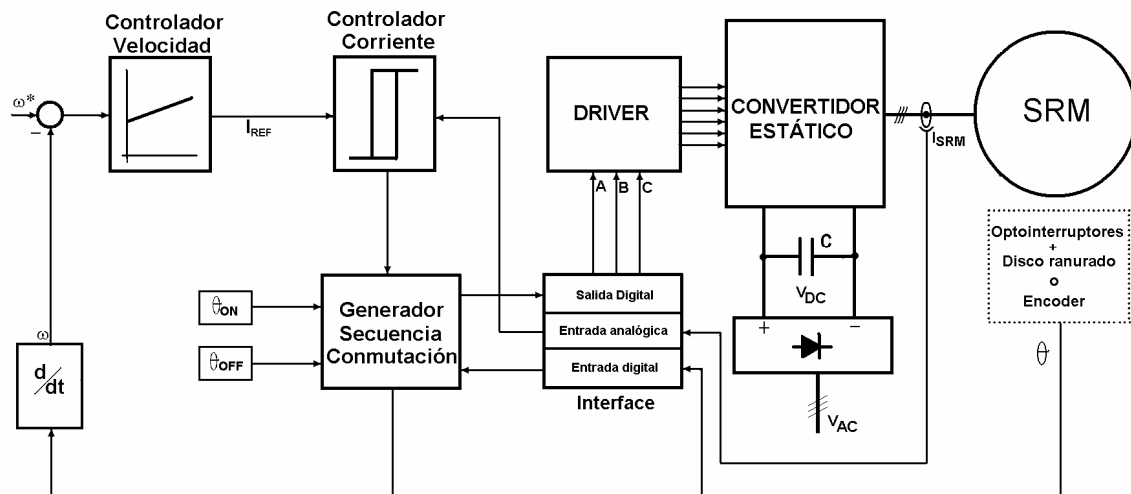 Controlador
Velocidad
Controlador
Corriente
ω*
−
I_REF
DRIVER
CONVERTIDOR
ESTÁTICO
SRM
I_SRM
A
B
C
Optointerruptores
+
Disco ranurado
o
Encoder
C
V_DC
+
−
V_AC
θ
θ_ON
θ_OFF
Generador
Secuencia
Conmutación
Salida Digital
Entrada analógica
Entrada digital
Interface
ω
d/dt